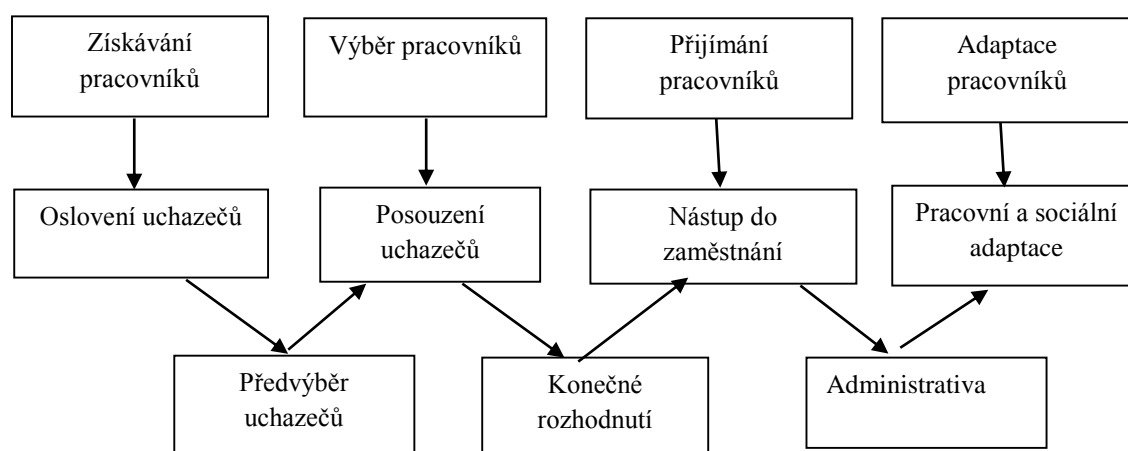 Získávání
pracovníků
Výběr pracovníků
Přijímání
pracovníků
Adaptace
pracovníků
Oslovení uchazečů
Posouzení
uchazečů
Nástup do
zaměstnání
Pracovní a sociální
adaptace
Předvýběr
uchazečů
Konečné
rozhodnutí
Administrativa